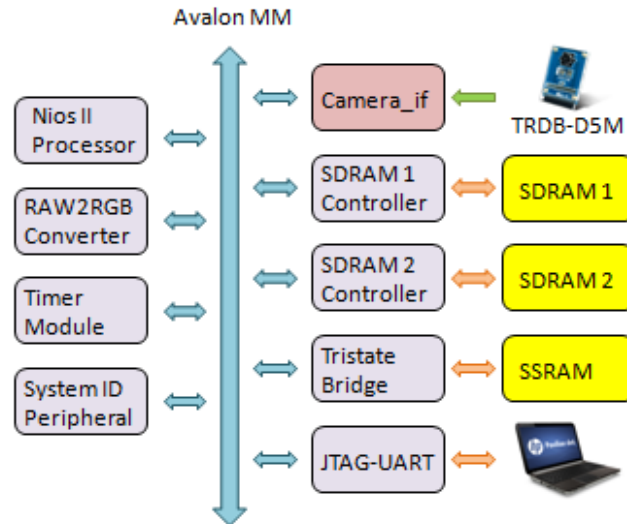 Avalon MM
Nios II
Processor
RAW2RGB
Converter
Timer
Module
System ID
Peripheral
Camera_if
SDRAM 1
Controller
SDRAM 2
Controller
Tristate
Bridge
JTAG-UART
TRDB-D5M
SDRAM 1
SDRAM 2
SSRAM
hp